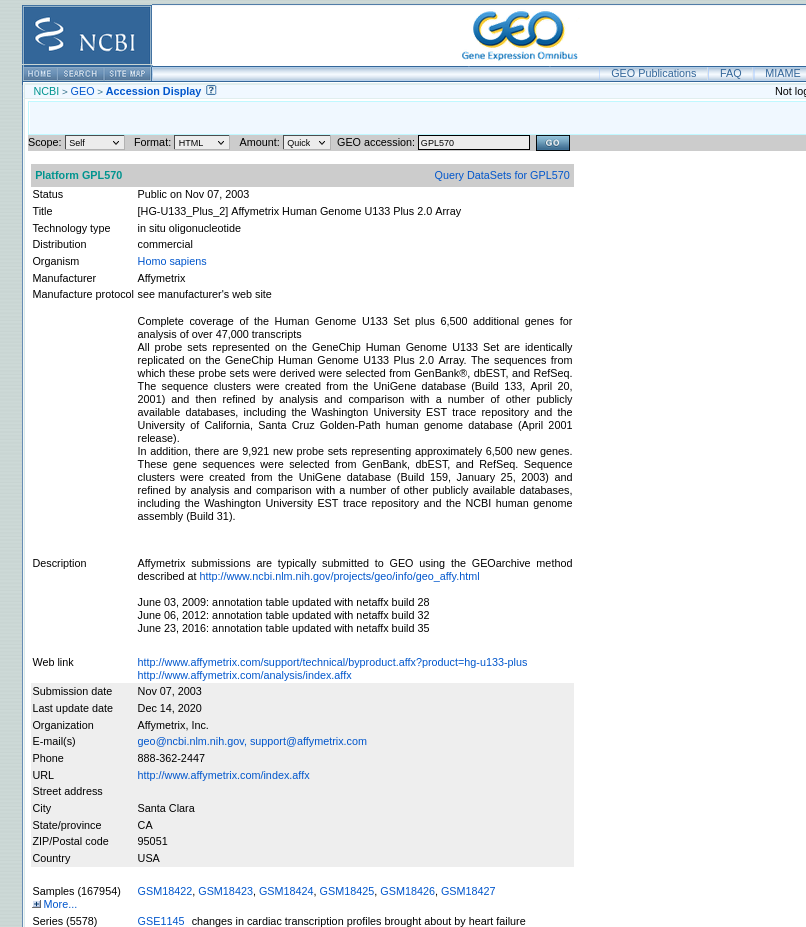 NCBI
GEO
Gene Expression Omnibus
HOME SEARCH SITE MAP GEO Publications FAQ MIAME
NCBI > GEO > Accession Display ? Not log
Scope: Self Format: HTML Amount: Quick GEO accession: GPL570 GO
Platform GPL570 Query DataSets for GPL570
Status Public on Nov 07, 2003
Title [HG-U133_Plus_2] Affymetrix Human Genome U133 Plus 2.0 Array
Technology type in situ oligonucleotide
Distribution commercial
Organism Homo sapiens
Manufacturer Affymetrix
Manufacture protocol see manufacturer's web site
Complete coverage of the Human Genome U133 Set plus 6,500 additional genes for
analysis of over 47,000 transcripts
All probe sets represented on the GeneChip Human Genome U133 Set are identically
replicated on the GeneChip Human Genome U133 Plus 2.0 Array. The sequences from
which these probe sets were derived were selected from GenBank®, dbEST, and RefSeq.
The sequence clusters were created from the UniGene database (Build 133, April 20,
2001) and then refined by analysis and comparison with a number of other publicly
available databases, including the Washington University EST trace repository and the
University of California, Santa Cruz Golden-Path human genome database (April 2001
release).
In addition, there are 9,921 new probe sets representing approximately 6,500 new genes.
These gene sequences were selected from GenBank, dbEST, and RefSeq. Sequence
clusters were created from the UniGene database (Build 159, January 25, 2003) and
refined by analysis and comparison with a number of other publicly available databases,
including the Washington University EST trace repository and the NCBI human genome
assembly (Build 31).
Description Affymetrix submissions are typically submitted to GEO using the GEOarchive method
described at http://www.ncbi.nlm.nih.gov/projects/geo/info/geo_affy.html
June 03, 2009: annotation table updated with netaffx build 28
June 06, 2012: annotation table updated with netaffx build 32
June 23, 2016: annotation table updated with netaffx build 35
Web link http://www.affymetrix.com/support/technical/byproduct.affx?product=hg-u133-plus
http://www.affymetrix.com/analysis/index.affx
Submission date Nov 07, 2003
Last update date Dec 14, 2020
Organization Affymetrix, Inc.
E-mail(s) geo@ncbi.nlm.nih.gov, support@affymetrix.com
Phone 888-362-2447
URL http://www.affymetrix.com/index.affx
Street address
City Santa Clara
State/province CA
ZIP/Postal code 95051
Country USA
Samples (167954) GSM18422, GSM18423, GSM18424, GSM18425, GSM18426, GSM18427
More...
Series (5578) GSE1145 changes in cardiac transcription profiles brought about by heart failure